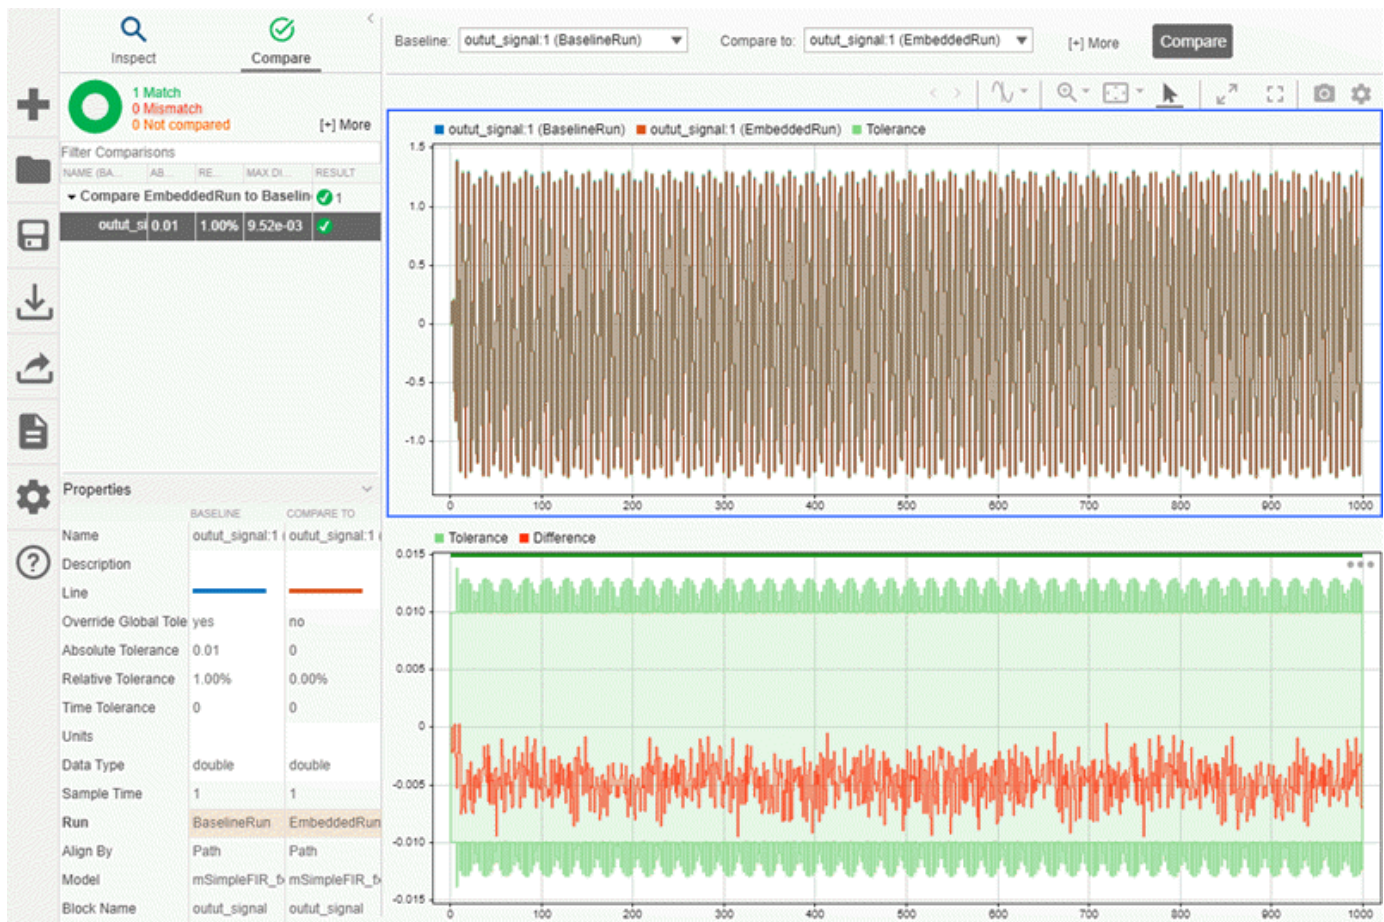 Inspect
Compare
Baseline: outut_signal:1 (BaselineRun)
Compare to: outut_signal:1 (EmbeddedRun)
[+] More
Compare
1 Match
0 Mismatch
0 Not compared
[+] More
Filter Comparisons
NAME (BA... AB... RE... MAX DI... RESULT
Compare EmbeddedRun to Baselin 1
outut_si 0.01 1.00% 9.52e-03
Properties
BASELINE COMPARE TO
Name outut_signal:1 ( outut_signal:1 (
Description
Line
Override Global Tole yes no
Absolute Tolerance 0.01 0
Relative Tolerance 1.00% 0.00%
Time Tolerance 0 0
Units
Data Type double double
Sample Time 1 1
Run BaselineRun EmbeddedRun
Align By Path Path
Model mSimpleFIR_fx mSimpleFIR_fx
Block Name outut_signal outut_signal
outut_signal:1 (BaselineRun) outut_signal:1 (EmbeddedRun) Tolerance
1.5
1.0
0.5
0
-0.5
-1.0
0 100 200 300 400 500 600 700 800 900 1000
Tolerance Difference
0.015
0.010
0.005
0
-0.005
-0.010
-0.015
0 100 200 300 400 500 600 700 800 900 1000